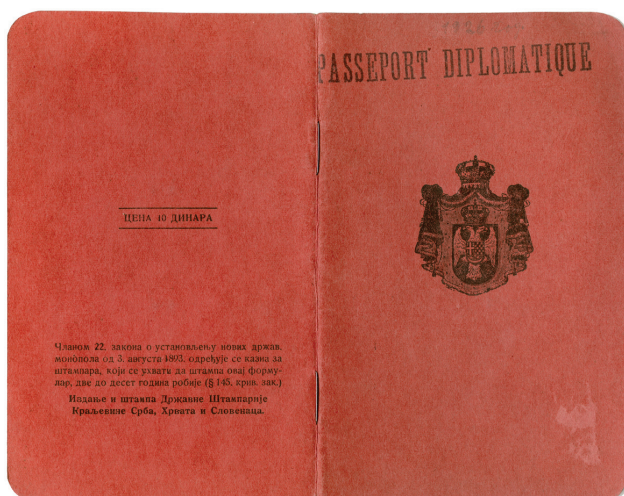 PASSEPORT DIPLOMATIQUE
ЦЕНА 10 ДИНАРА
Чланом 22. закона о установљењу нових држав.
монопола од 3. августа 1893. одређује се казна за
штампара, који се ухвати да штампа овај форму-
лар, две до десет година робије (§ 145. крив. зак.)
Издање и штампа Државне Штампарије
Краљевине Срба, Хрвата и Словенаца.